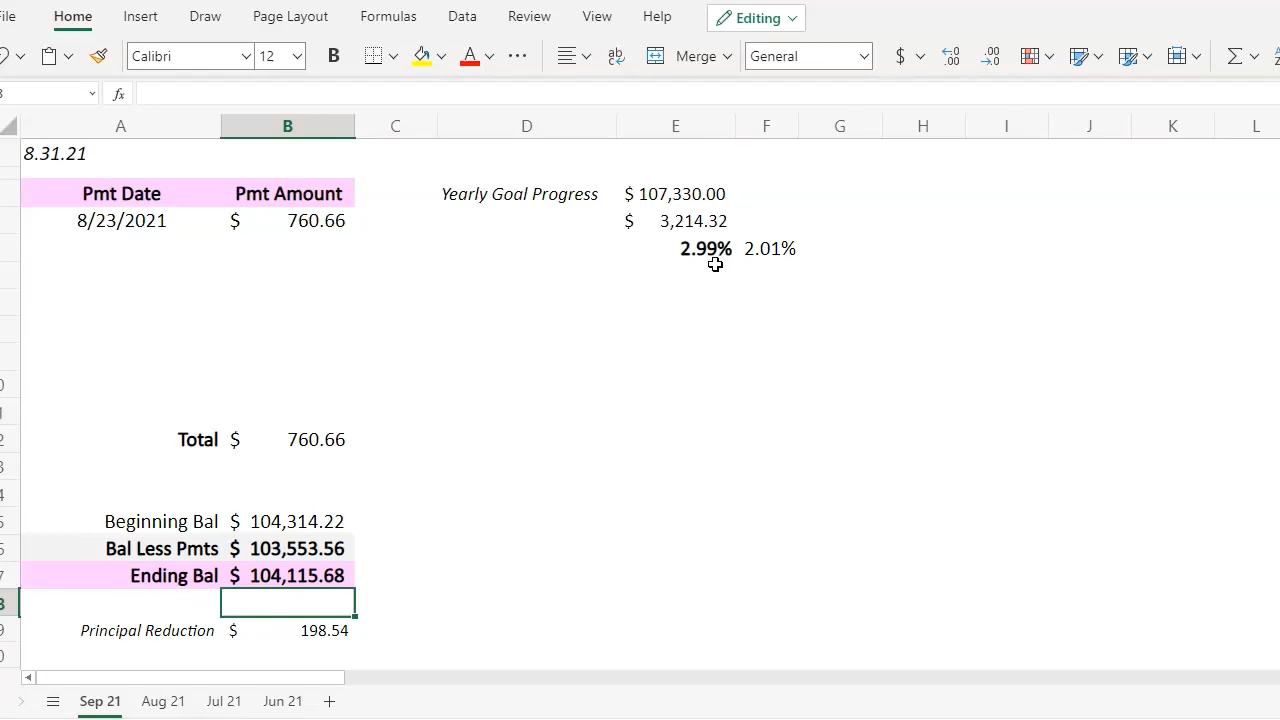 File Home Insert Draw Page Layout Formulas Data Review View Help Editing
Calibri 12 B A ... ab Merge General $ .00 .00 Σ
fx
A B C D E F G H I J K L
8.31.21
Pmt Date Pmt Amount Yearly Goal Progress $ 107,330.00
8/23/2021 $ 760.66 $ 3,214.32
2.99% 2.01%
Total $ 760.66
Beginning Bal $ 104,314.22
Bal Less Pmts $ 103,553.56
Ending Bal $ 104,115.68
Principal Reduction $ 198.54
Sep 21 Aug 21 Jul 21 Jun 21 +